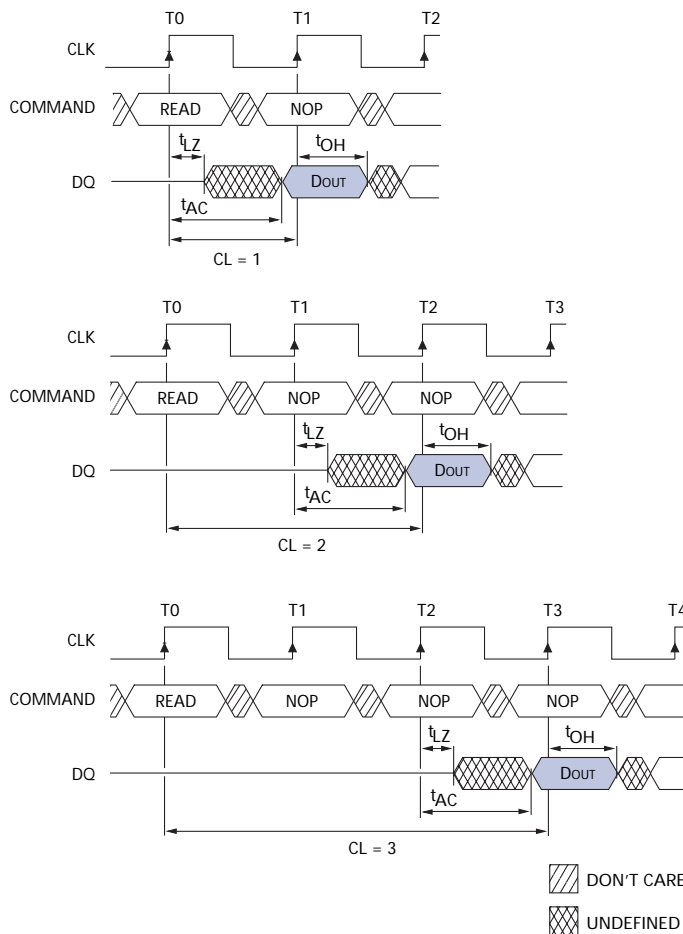 T0 T1 T2
CLK
COMMAND READ NOP
tLZ tOH
DQ DOUT
tAC
CL = 1
T0 T1 T2 T3
CLK
COMMAND READ NOP NOP
tLZ tOH
DQ DOUT
tAC
CL = 2
T0 T1 T2 T3 T4
CLK
COMMAND READ NOP NOP NOP
tLZ tOH
DQ DOUT
tAC
CL = 3
DON'T CARE
UNDEFINED